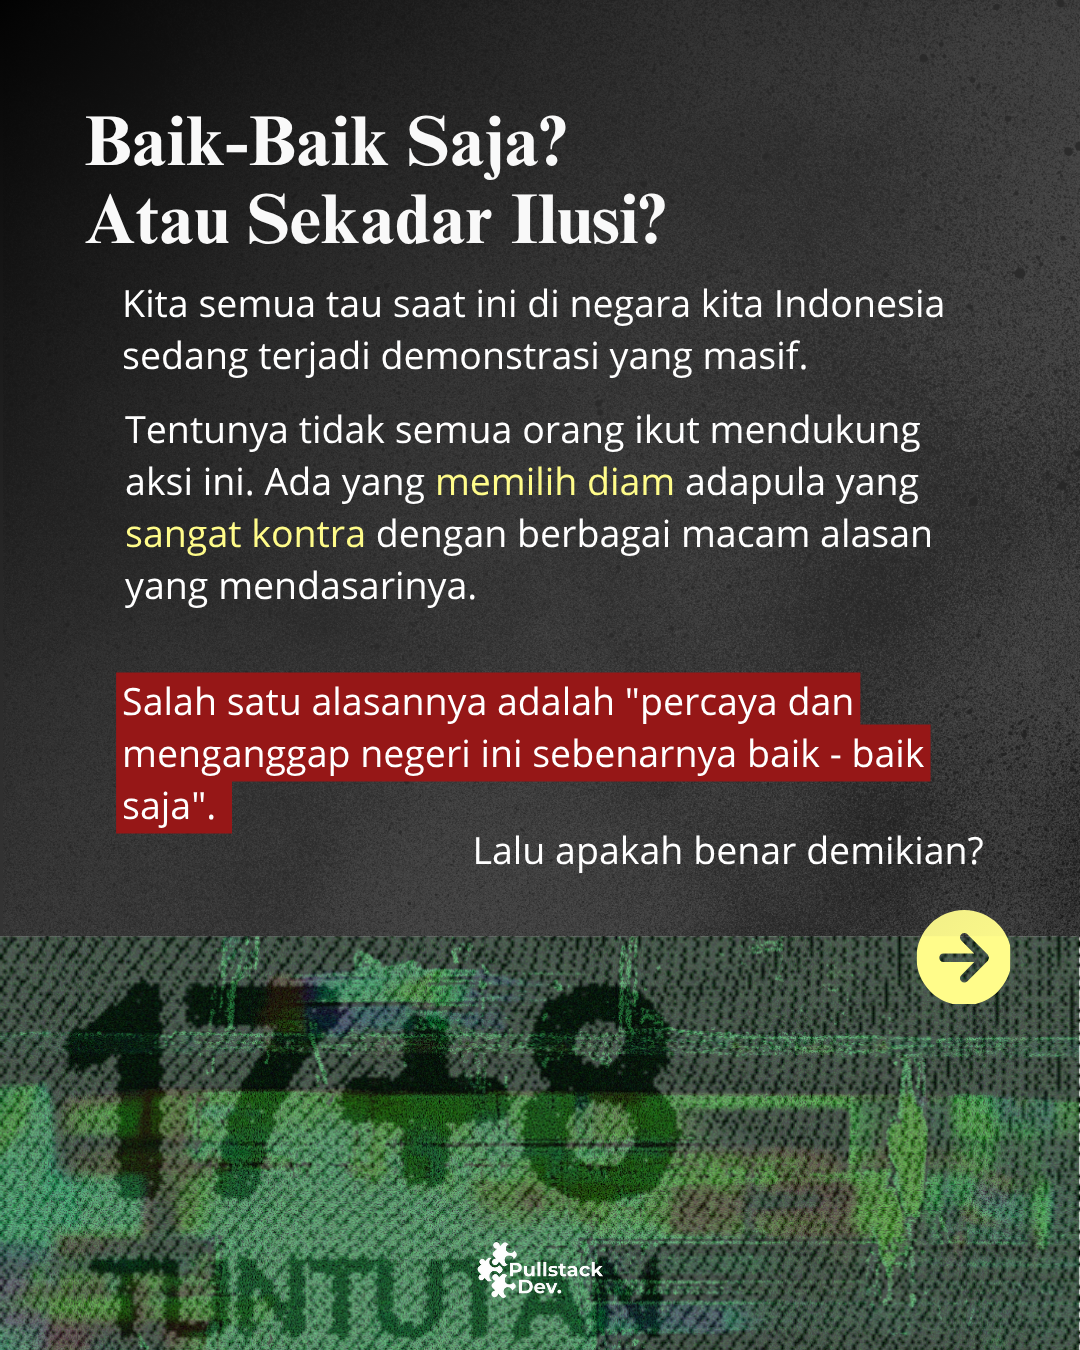 Baik-Baik Saja?
Atau Sekadar Ilusi?
Kita semua tau saat ini di negara kita Indonesia
sedang terjadi demonstrasi yang masif.
Tentunya tidak semua orang ikut mendukung
aksi ini. Ada yang memilih diam adapula yang
sangat kontra dengan berbagai macam alasan
yang mendasarinya.
Salah satu alasannya adalah "percaya dan
menganggap negeri ini sebenarnya baik - baik
saja".
Lalu apakah benar demikian?
17+8
TUNTUTAN
Pullstack
Dev.